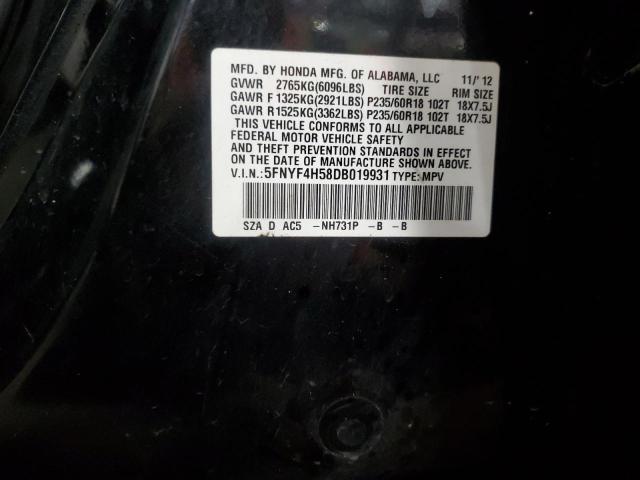 MFD. BY HONDA MFG. OF ALABAMA, LLC 11/'12
GVWR 2765KG(6096LBS) TIRE SIZE RIM SIZE
GAWR F 1325KG(2921LBS) P235/60R18 102T 18X7.5J
GAWR R1525KG(3362LBS) P235/60R18 102T 18X7.5J
THIS VEHICLE CONFORMS TO ALL APPLICABLE
FEDERAL MOTOR VEHICLE SAFETY
AND THEFT PREVENTION STANDARDS IN EFFECT
ON THE DATE OF MANUFACTURE SHOWN ABOVE.
V.I.N.:5FNYF4H58DB019931 TYPE: MPV
SZA D AC5 -NH731P -B -B